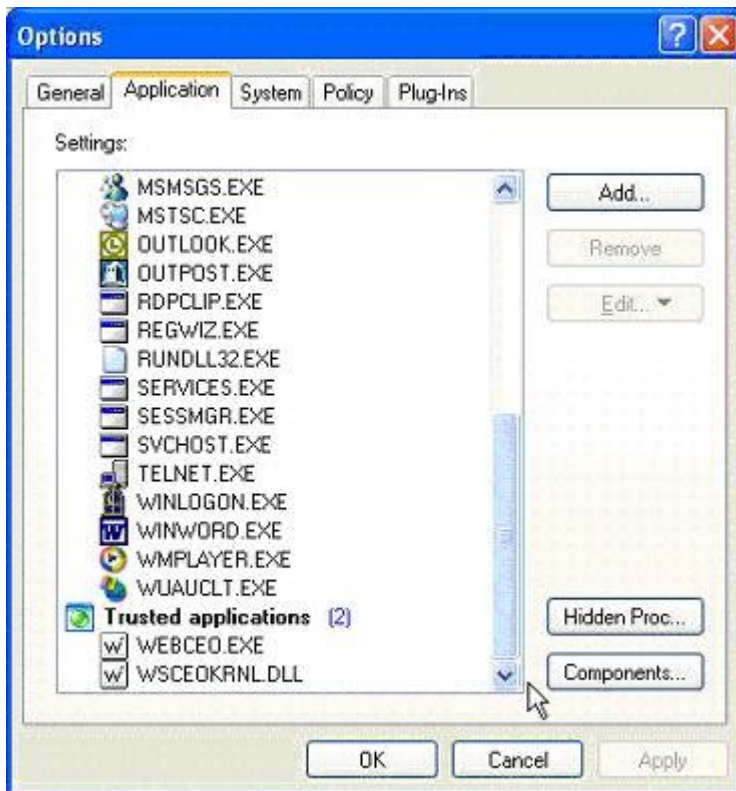 Options
General Application System Policy Plug-Ins
Settings:
MSMSGS.EXE
MSTSC.EXE
OUTLOOK.EXE
OUTPOST.EXE
RDPCLIP.EXE
REGWIZ.EXE
RUNDLL32.EXE
SERVICES.EXE
SESSMGR.EXE
SVCHOST.EXE
TELNET.EXE
WINLOGON.EXE
WINWORD.EXE
WMPLAYER.EXE
WUAUCLT.EXE
Trusted applications (2)
WEBCEO.EXE
WSCEOKRNL.DLL
Add...
Remove
Edit...
Hidden Proc...
Components...
OK Cancel Apply